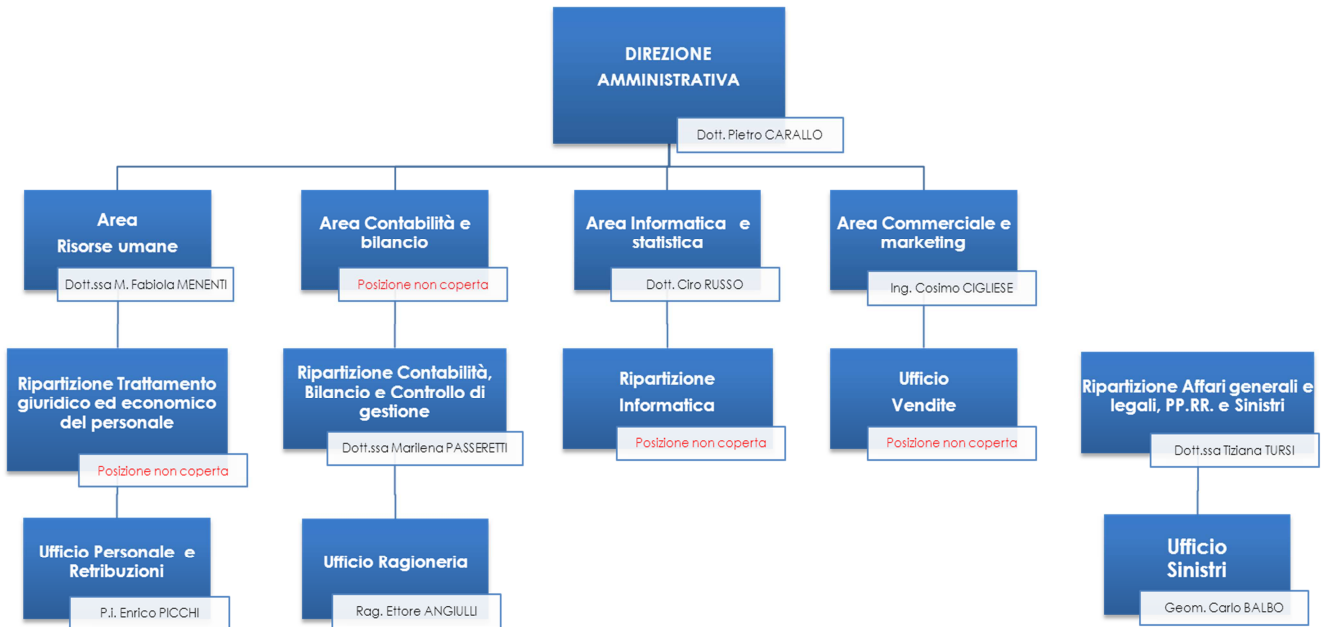 DIREZIONE
AMMINISTRATIVA
Dott. Pietro CARALLO
Area
Risorse umane
Dott.ssa M. Fabiola MENENTI
Area Contabilità e
bilancio
Posizione non coperta
Area Informatica e
statistica
Dott. Ciro RUSSO
Area Commerciale e
marketing
Ing. Cosimo CIGLIESE
Ripartizione Trattamento
giuridico ed economico
del personale
Posizione non coperta
Ripartizione Contabilità,
Bilancio e Controllo di
gestione
Dott.ssa Marilena PASSERETTI
Ripartizione
Informatica
Posizione non coperta
Ufficio
Vendite
Posizione non coperta
Ripartizione Affari generali e
legali, PP.RR. e Sinistri
Dott.ssa Tiziana TURSI
Ufficio Personale e
Retribuzioni
P.i. Enrico PICCHI
Ufficio Ragioneria
Rag. Ettore ANGIULLI
Ufficio
Sinistri
Geom. Carlo BALBO